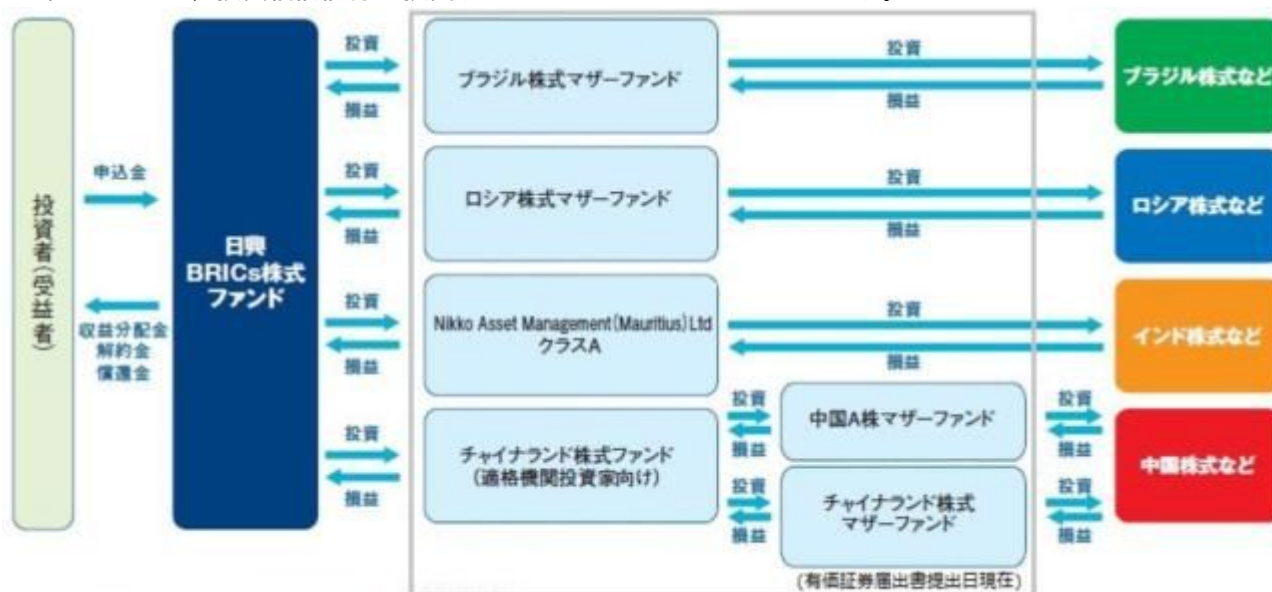 投資者(受益者)
申込金
収益分配金
解約金
償還金
日興
BRICs株式
ファンド
投資
損益
投資
損益
投資
損益
投資
損益
ブラジル株式マザーファンド
投資
損益
ブラジル株式など
ロシア株式マザーファンド
投資
損益
ロシア株式など
Nikko Asset Management(Mauritius)Ltd
クラスA
投資
損益
インド株式など
チャイナランド株式ファンド
(適格機関投資家向け)
投資
損益
投資
損益
中国A株マザーファンド
チャイナランド株式
マザーファンド
投資
損益
投資
損益
中国株式など
(有価証券届出書提出日現在)